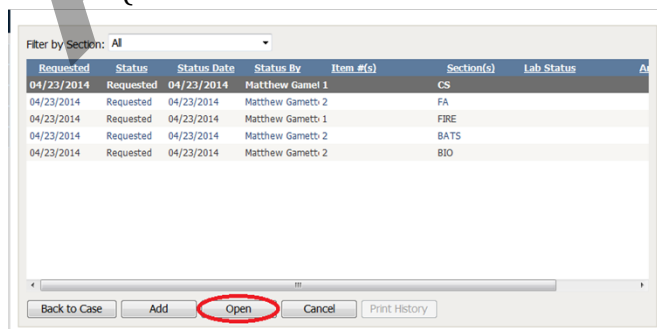 Filter by Section: All
Requested Status Status Date Status By Item #(s) Section(s) Lab Status
04/23/2014 Requested 04/23/2014 Matthew Gamet 1 CS
04/23/2014 Requested 04/23/2014 Matthew Gamett 2 FA
04/23/2014 Requested 04/23/2014 Matthew Gamett 1 FIRE
04/23/2014 Requested 04/23/2014 Matthew Gamett 2 BATS
04/23/2014 Requested 04/23/2014 Matthew Gamett 2 BIO
Back to Case Add Open Cancel Print History